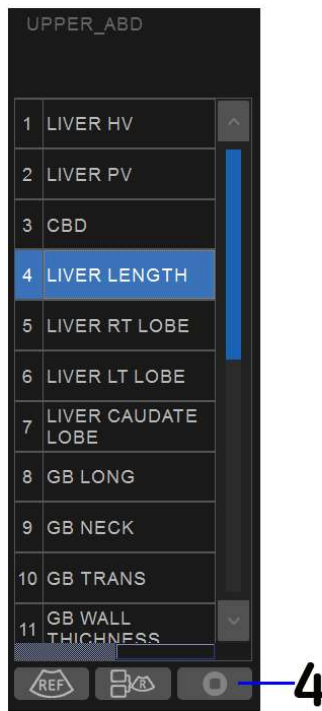 UPPER_ABD
1 LIVER HV
2 LIVER PV
3 CBD
4 LIVER LENGTH
5 LIVER RT LOBE
6 LIVER LT LOBE
7 LIVER CAUDATE
LOBE
8 GB LONG
9 GB NECK
10 GB TRANS
11 GB WALL
THICHNESS
REF R 4